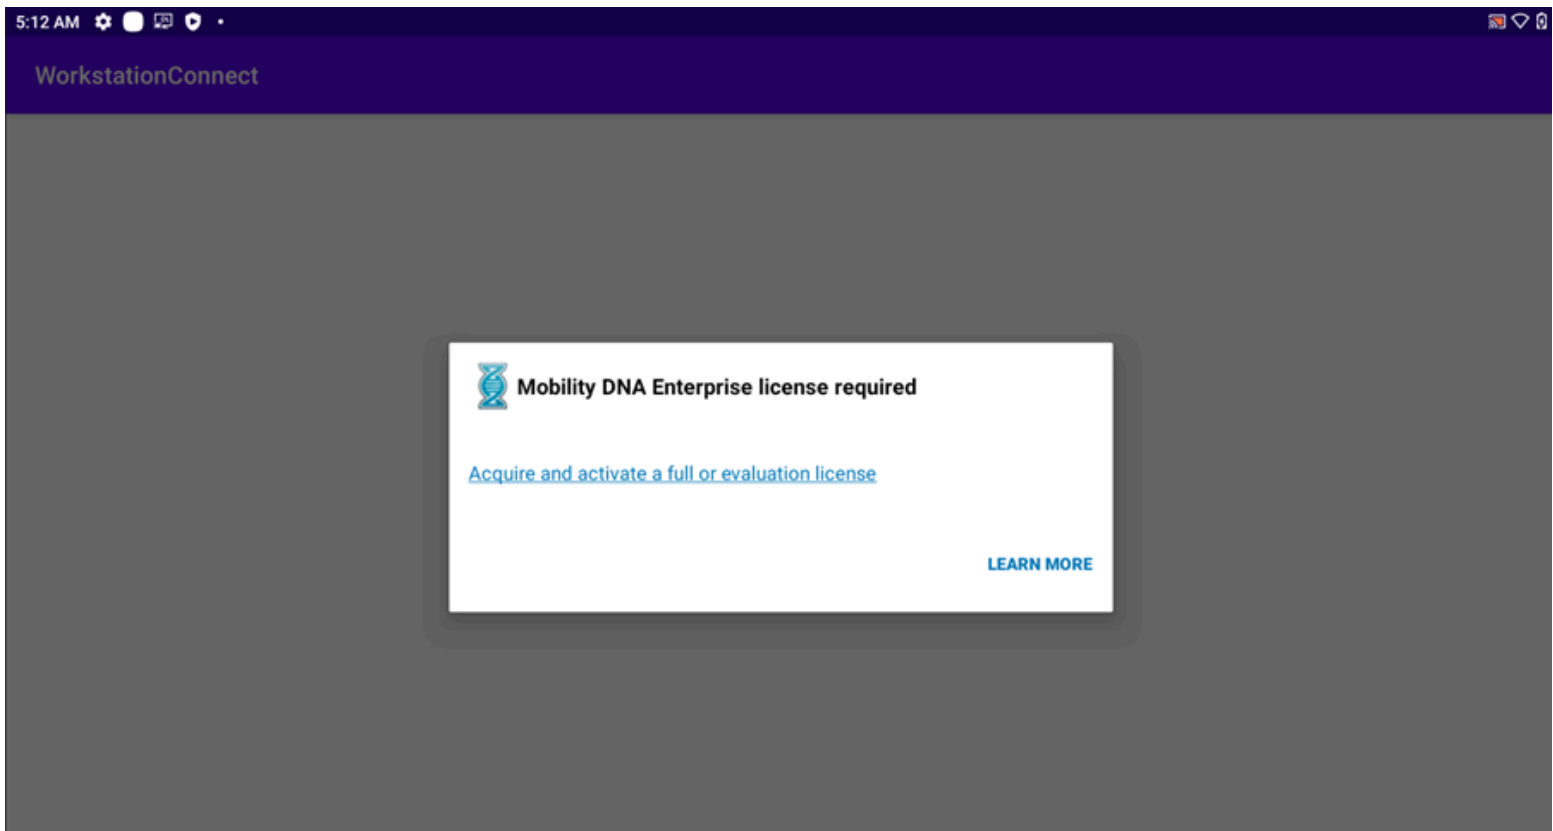 5:12 AM
WorkstationConnect
Mobility DNA Enterprise license required
Acquire and activate a full or evaluation license
LEARN MORE